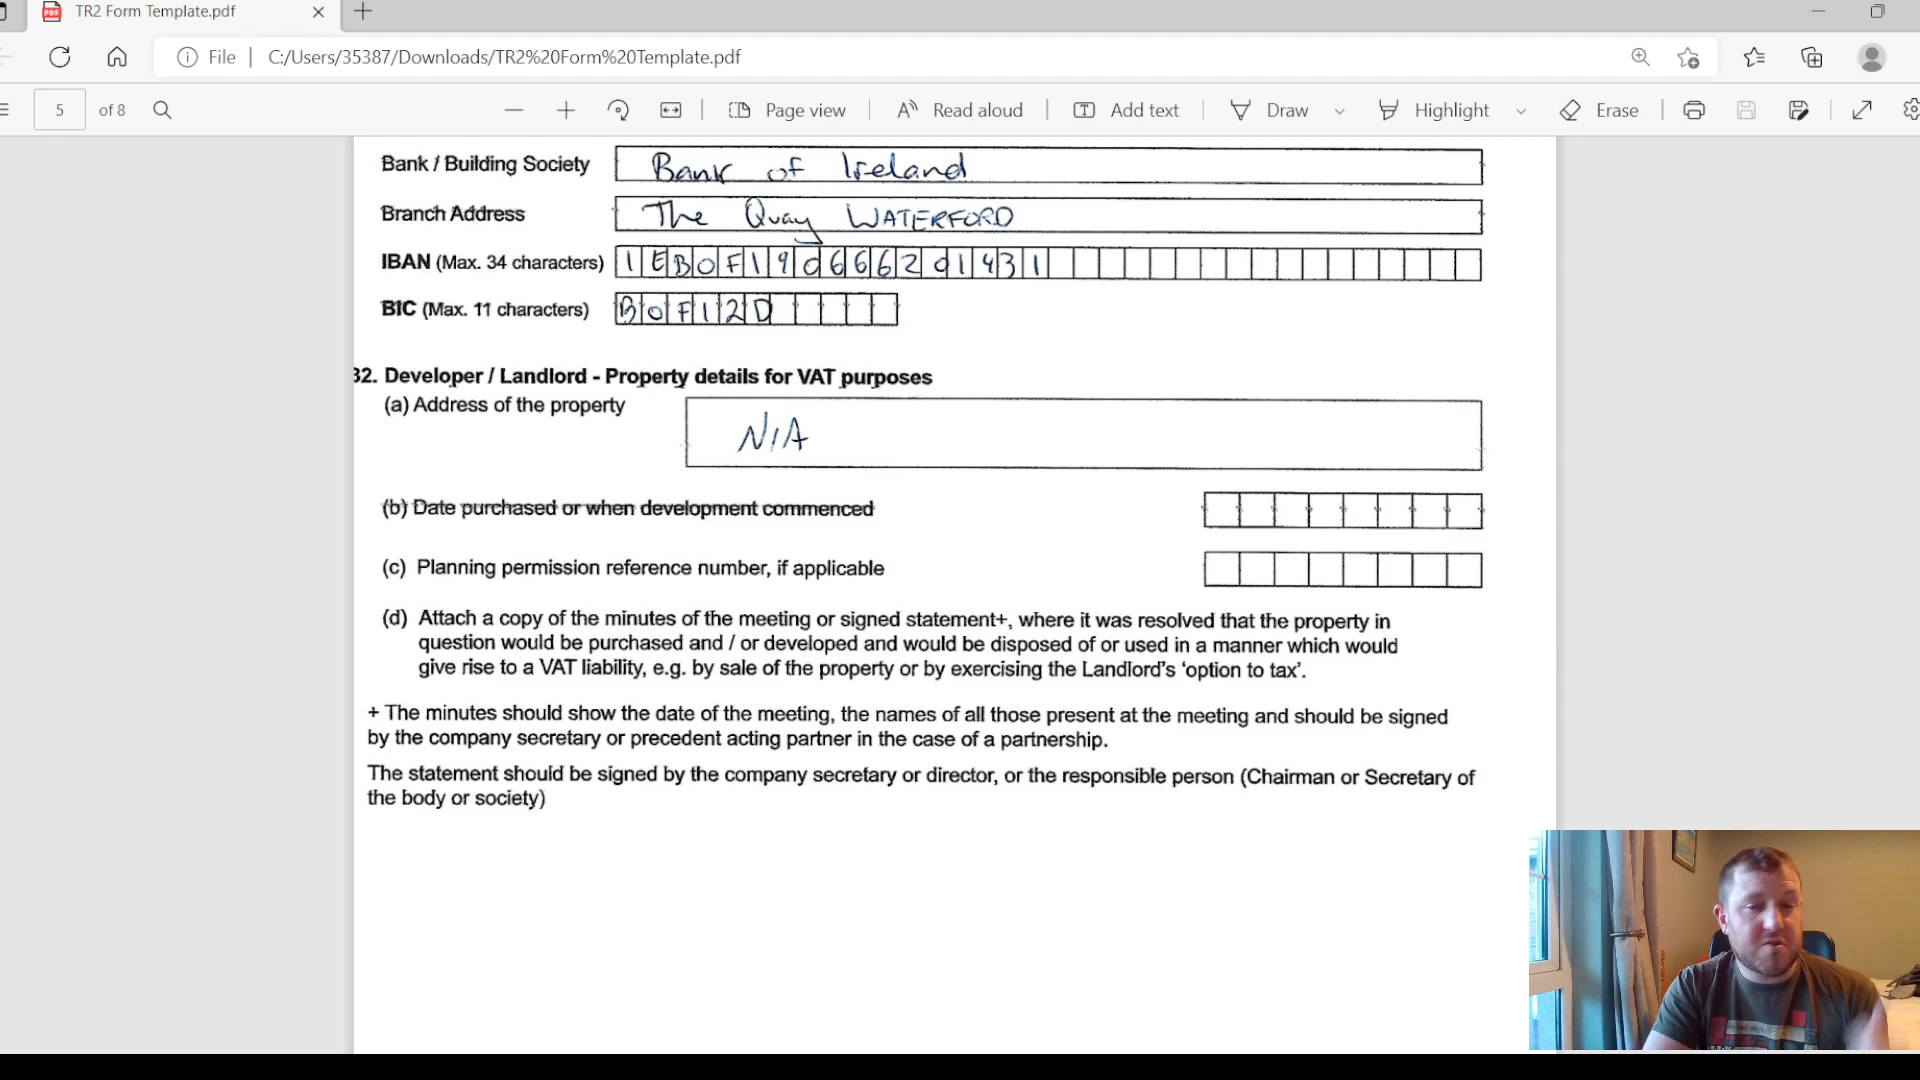 TR2 Form Template.pdf
File C:/Users/35387/Downloads/TR2%20Form%20Template.pdf
5 of 8 Page view Read aloud Add text Draw Highlight Erase
Bank / Building Society Bank of Ireland
Branch Address The Quay WATERFORD
IBAN (Max. 34 characters) IEBOFI90666201431
BIC (Max. 11 characters) BOFI2D
32. Developer / Landlord - Property details for VAT purposes
(a) Address of the property N/A
(b) Date purchased or when development commenced
(c) Planning permission reference number, if applicable
(d) Attach a copy of the minutes of the meeting or signed statement+, where it was resolved that the property in
question would be purchased and / or developed and would be disposed of or used in a manner which would
give rise to a VAT liability, e.g. by sale of the property or by exercising the Landlord's 'option to tax'.
+ The minutes should show the date of the meeting, the names of all those present at the meeting and should be signed
by the company secretary or precedent acting partner in the case of a partnership.
The statement should be signed by the company secretary or director, or the responsible person (Chairman or Secretary of
the body or society)